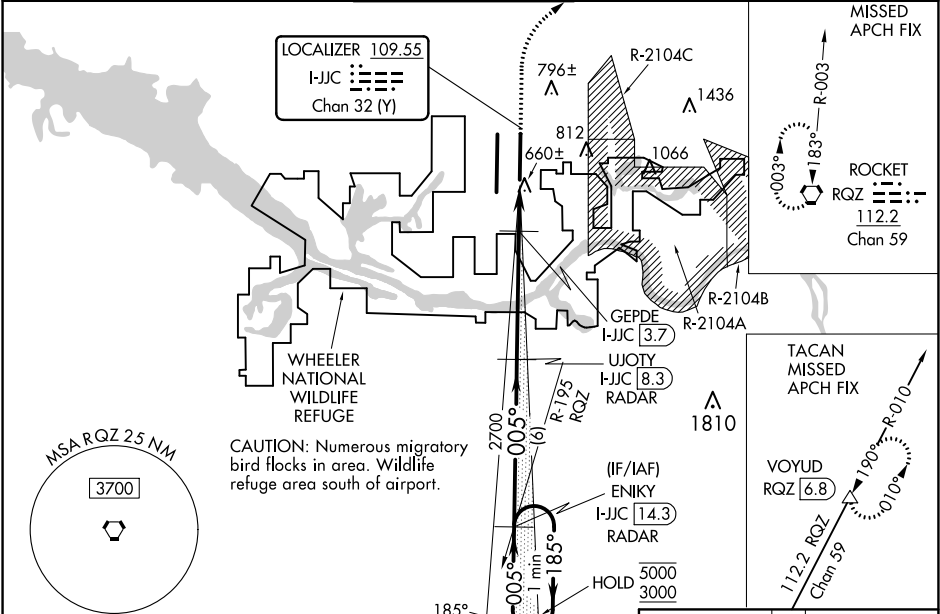 LOCALIZER 109.55
I-JJC
Chan 32 (Y)
796±
R-2104C
1436
812
660±
1066
MISSED
APCH FIX
R-003
183°
003°
ROCKET
RQZ
112.2
Chan 59
R-2104B
R-2104A
GEPDE
I-JJC 3.7
UJOTY
I-JJC 8.3
RADAR
R-195
RQZ
2700
005°
(6)
1810
WHEELER
NATIONAL
WILDLIFE
REFUGE
CAUTION: Numerous migratory
bird flocks in area. Wildlife
refuge area south of airport.
MSA RQZ 25 NM
3700
(IF/IAF)
ENIKY
I-JJC 14.3
RADAR
005°
1 min
185°
HOLD 5000
3000
185°
TACAN
MISSED
APCH FIX
R-010
190°
010°
VOYUD
RQZ 6.8
112.2 RQZ
Chan 59